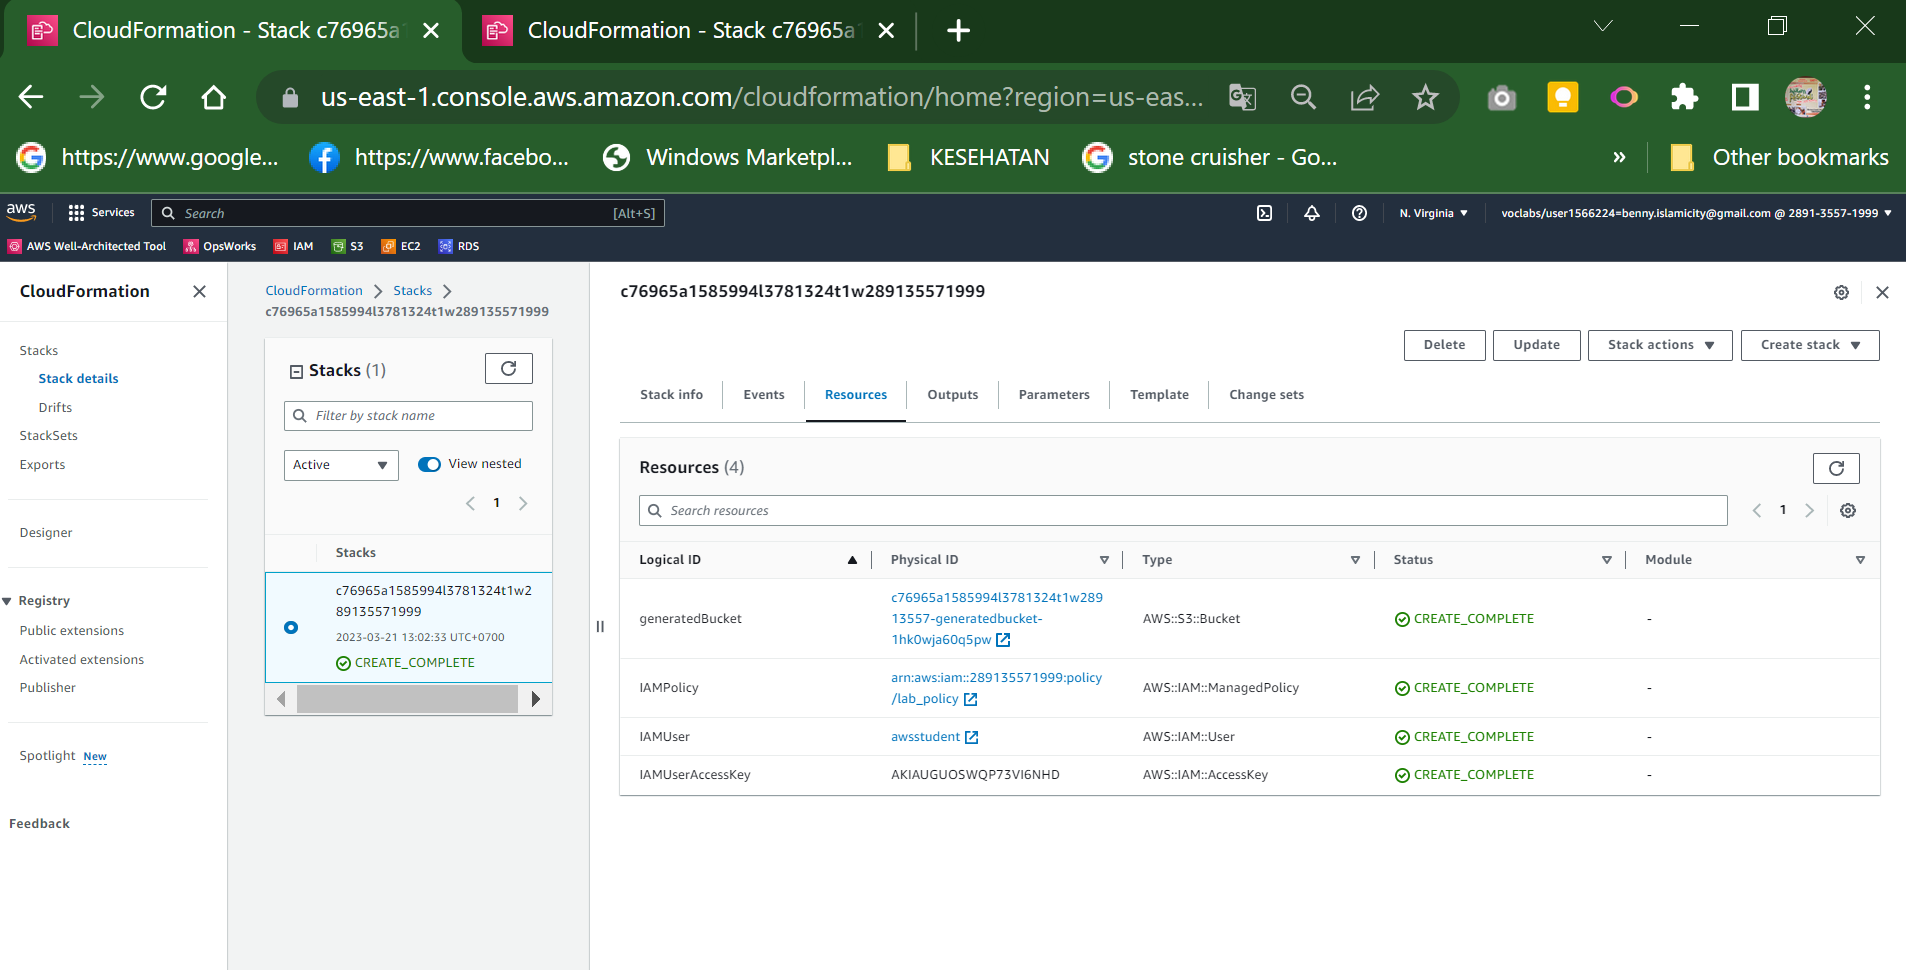 CloudFormation - Stack c76965a1
CloudFormation - Stack c76965a1
us-east-1.console.aws.amazon.com/cloudformation/home?region=us-eas...
https://www.google...
https://www.facebo...
Windows Marketpl...
KESEHATAN
stone cruisher - Go...
»
Other bookmarks
aws
Services
Search
[Alt+S]
N. Virginia
voclabs/user1566224=benny.islamicity@gmail.com @ 2891-3557-1999
AWS Well-Architected Tool
OpsWorks
IAM
S3
EC2
RDS
CloudFormation
Stacks
Stack details
Drifts
StackSets
Exports
Designer
Registry
Public extensions
Activated extensions
Publisher
Spotlight New
Feedback
CloudFormation
Stacks
c76965a1585994l3781324t1w289135571999
Stacks (1)
Filter by stack name
Active
View nested
1
Stacks
c76965a1585994l3781324t1w2
89135571999
2023-03-21 13:02:33 UTC+0700
CREATE_COMPLETE
c76965a1585994l3781324t1w289135571999
Delete
Update
Stack actions
Create stack
Stack info
Events
Resources
Outputs
Parameters
Template
Change sets
Resources (4)
Search resources
1
Logical ID
Physical ID
Type
Status
Module
generatedBucket
c76965a1585994l3781324t1w289
13557-generatedbucket-
1hk0wja60q5pw
AWS::S3::Bucket
CREATE_COMPLETE
-
IAMPolicy
arn:aws:iam::289135571999:policy
/lab_policy
AWS::IAM::ManagedPolicy
CREATE_COMPLETE
-
IAMUser
awsstudent
AWS::IAM::User
CREATE_COMPLETE
-
IAMUserAccessKey
AKIAUGUOSWQP73VI6NHD
AWS::IAM::AccessKey
CREATE_COMPLETE
-